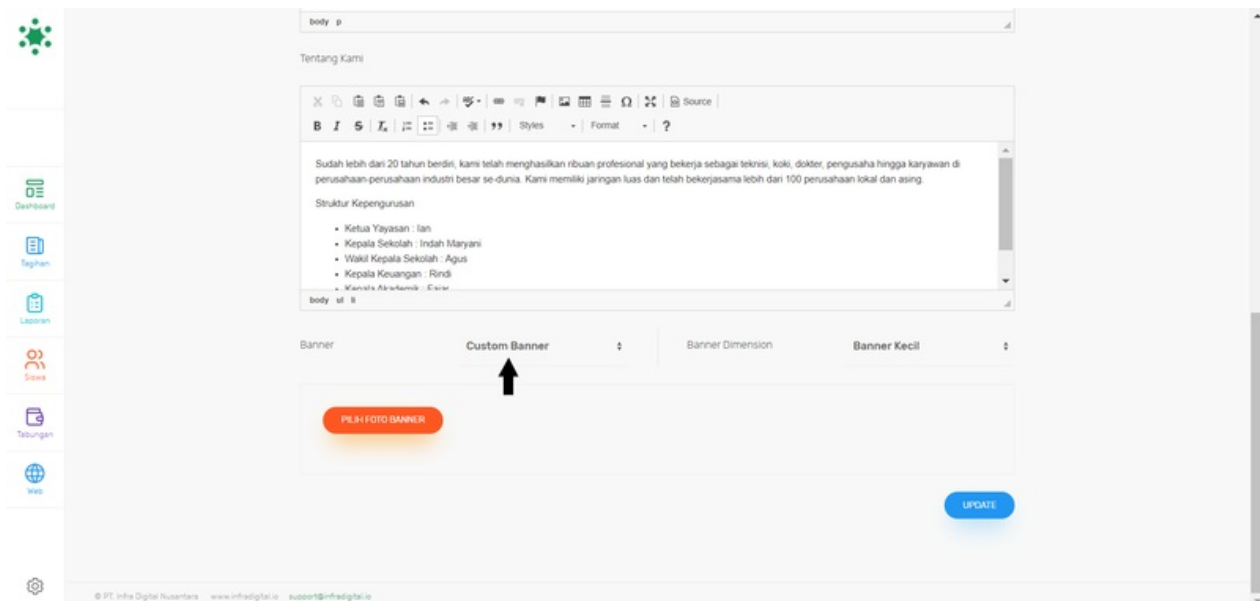 body p
Tentang Kami
Source
Styles Format ?
Sudah lebih dari 20 tahun berdiri, kami telah menghasilkan ribuan profesional yang bekerja sebagai teknisi, koki, dokter, pengusaha hingga karyawan di
perusahaan-perusahaan industri besar se-dunia. Kami memiliki jaringan luas dan telah bekerjasama lebih dari 100 perusahaan lokal dan asing.
Struktur Kepengurusan
• Ketua Yayasan : Ian
• Kepala Sekolah : Indah Maryani
• Wakil Kepala Sekolah : Agus
• Kepala Keuangan : Rindi
• Kepala Akademik : Fajar
body ul li
Banner Custom Banner Banner Dimension Banner Kecil
PILIH FOTO BANNER
UPDATE
Dashboard
Tagihan
Laporan
Siswa
Tabungan
Web
© PT. Infra Digital Nusantara www.infradigital.io support@infradigital.io